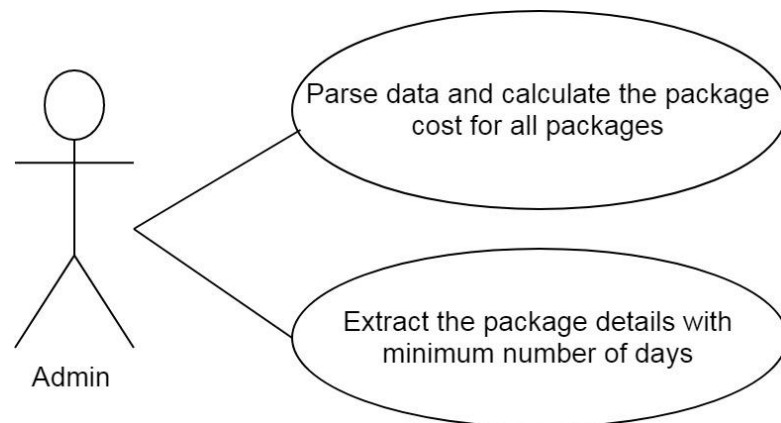 Parse data and calculate the package
cost for all packages
Extract the package details with
minimum number of days
Admin